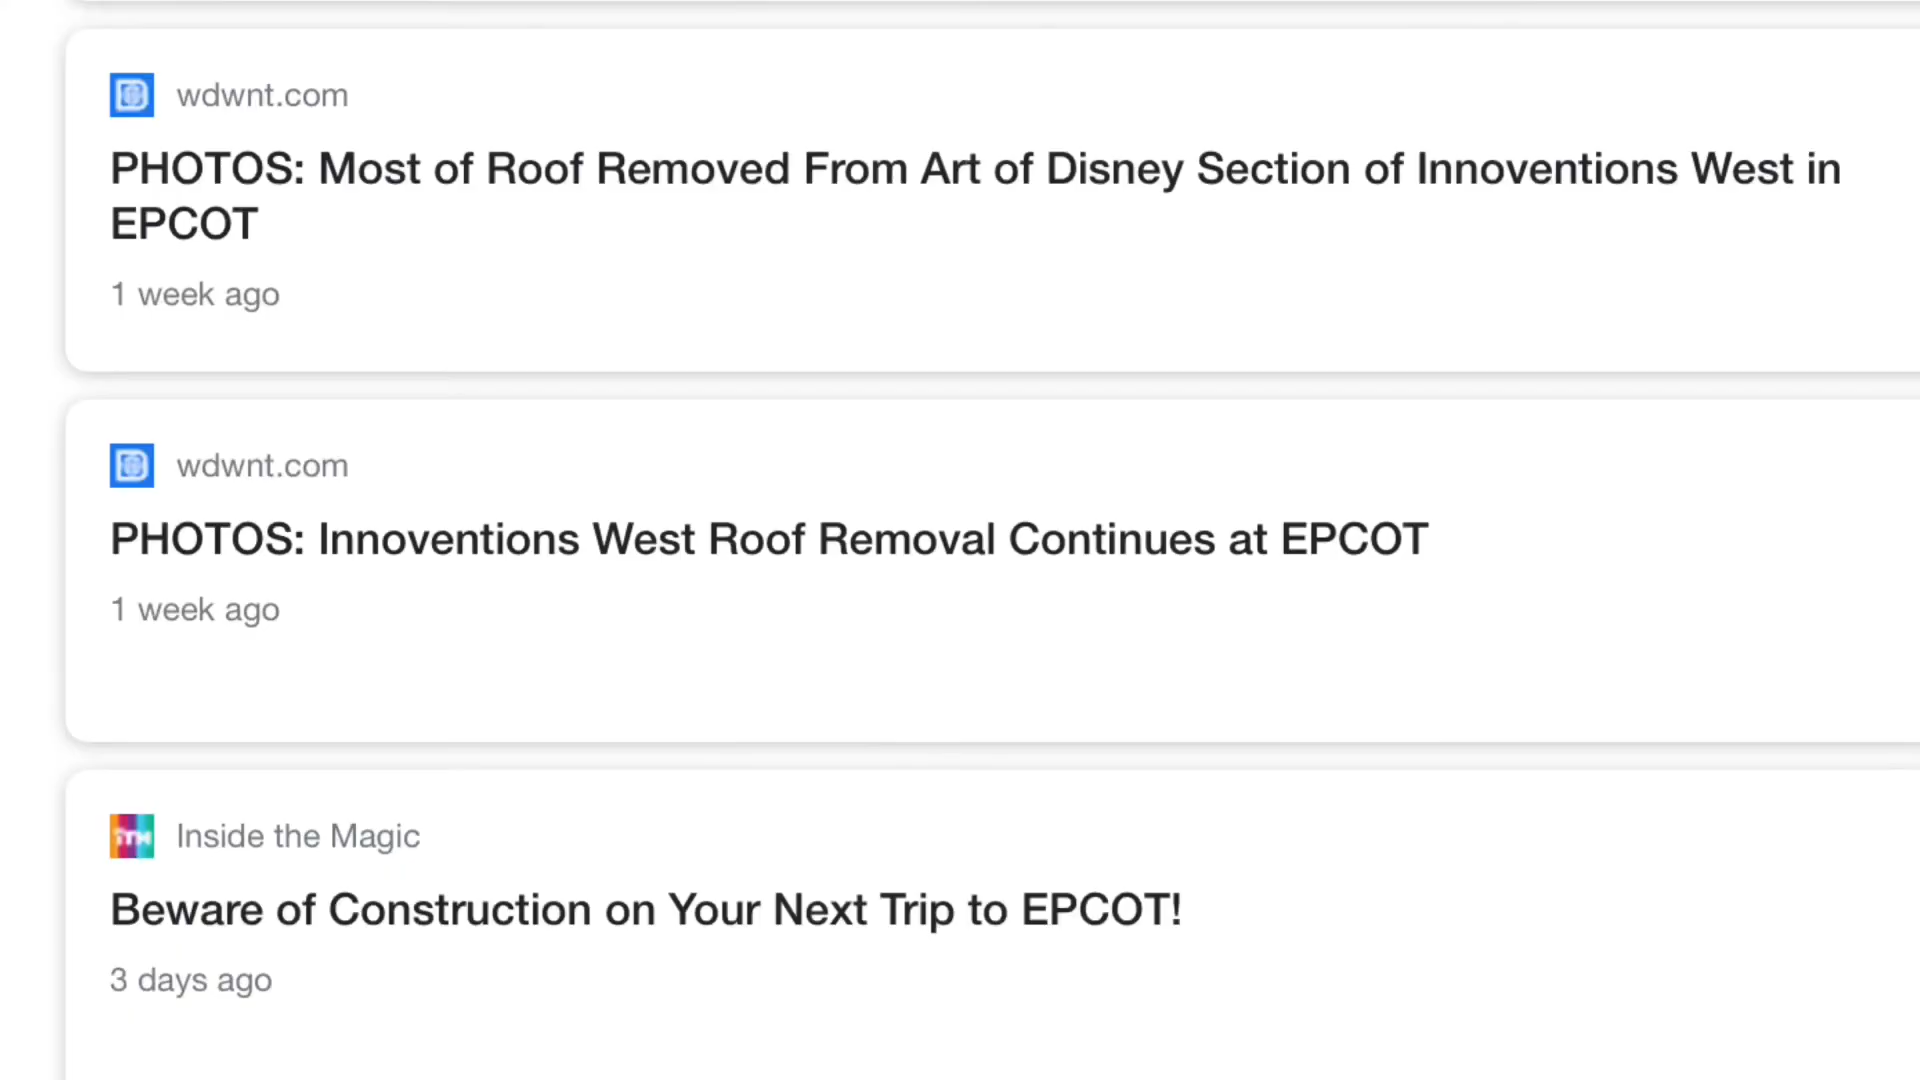 wdwnt.com
PHOTOS: Most of Roof Removed From Art of Disney Section of Innoventions West in
EPCOT
1 week ago
wdwnt.com
PHOTOS: Innoventions West Roof Removal Continues at EPCOT
1 week ago
ITM
Inside the Magic
Beware of Construction on Your Next Trip to EPCOT!
3 days ago